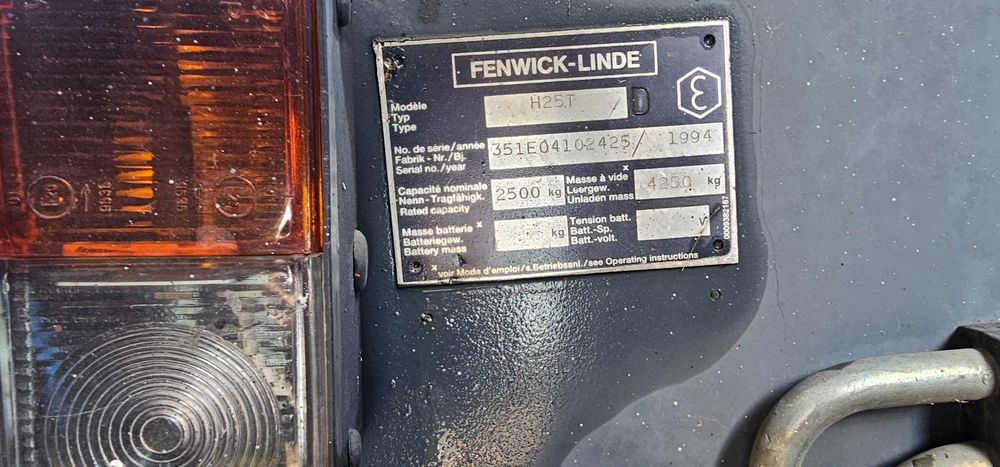 FENWICK-LINDE
Modèle
Typ
Type
H25T / D
Ɛ
No. de série/année
Fabrik - Nr./Bj.
Serial no./year
351E04102425/ 1994
Capacité nominale
Nenn-Tragfähigk.
Rated capacity
2500 kg
Masse à vide x
Leergew.
Unladen mass
4250 kg
Masse batterie x
Batteriegew.
Battery mass
kg
Tension batt.
Batt.-Sp.
Batt.-volt.
V
x voir Mode d'emploi/s.Betriebsanl./see Operating instructions
0009382167